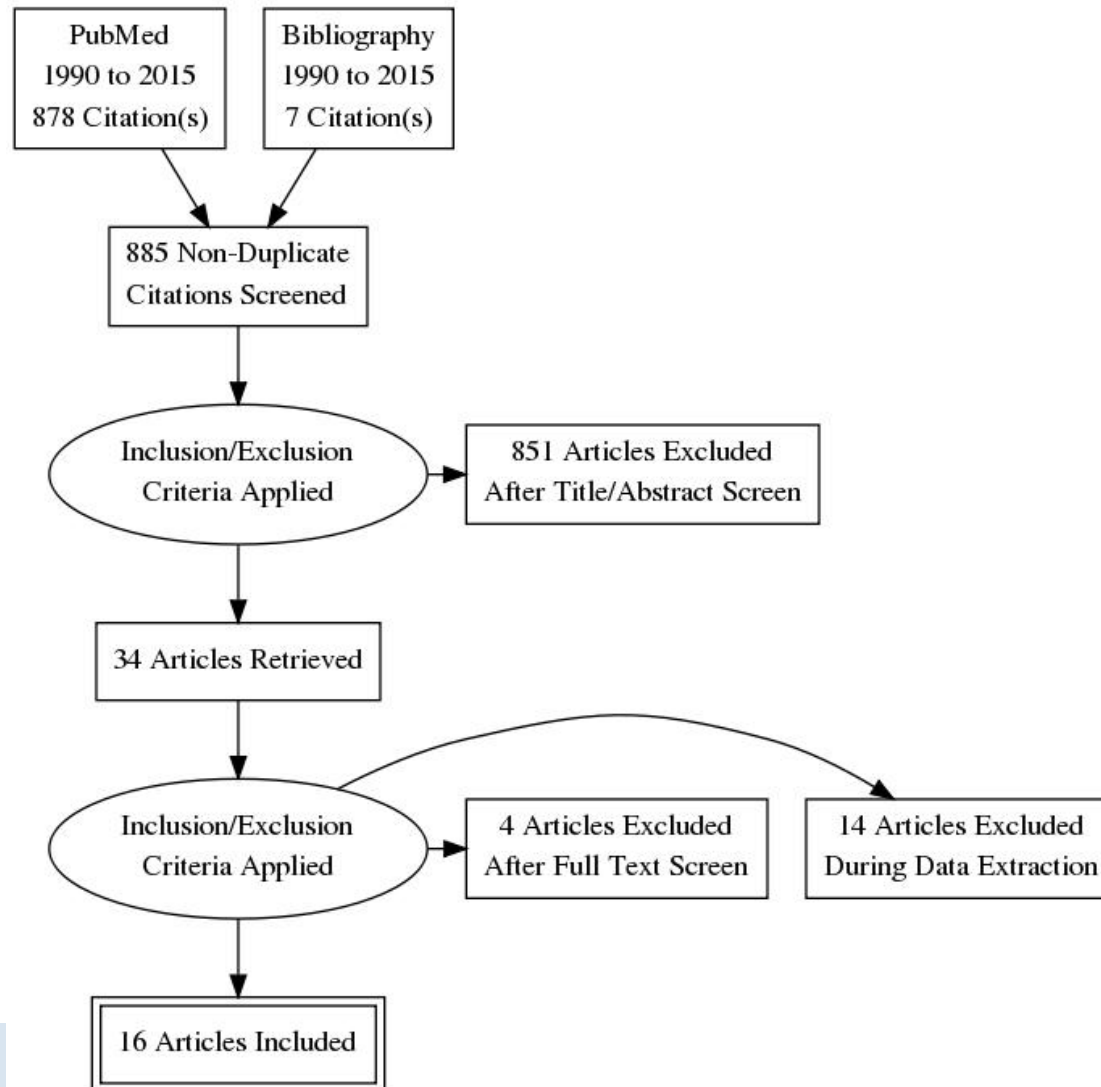 PubMed
1990 to 2015
878 Citation(s)
Bibliography
1990 to 2015
7 Citation(s)
885 Non-Duplicate
Citations Screened
Inclusion/Exclusion
Criteria Applied
851 Articles Excluded
After Title/Abstract Screen
34 Articles Retrieved
Inclusion/Exclusion
Criteria Applied
4 Articles Excluded
After Full Text Screen
14 Articles Excluded
During Data Extraction
16 Articles Included